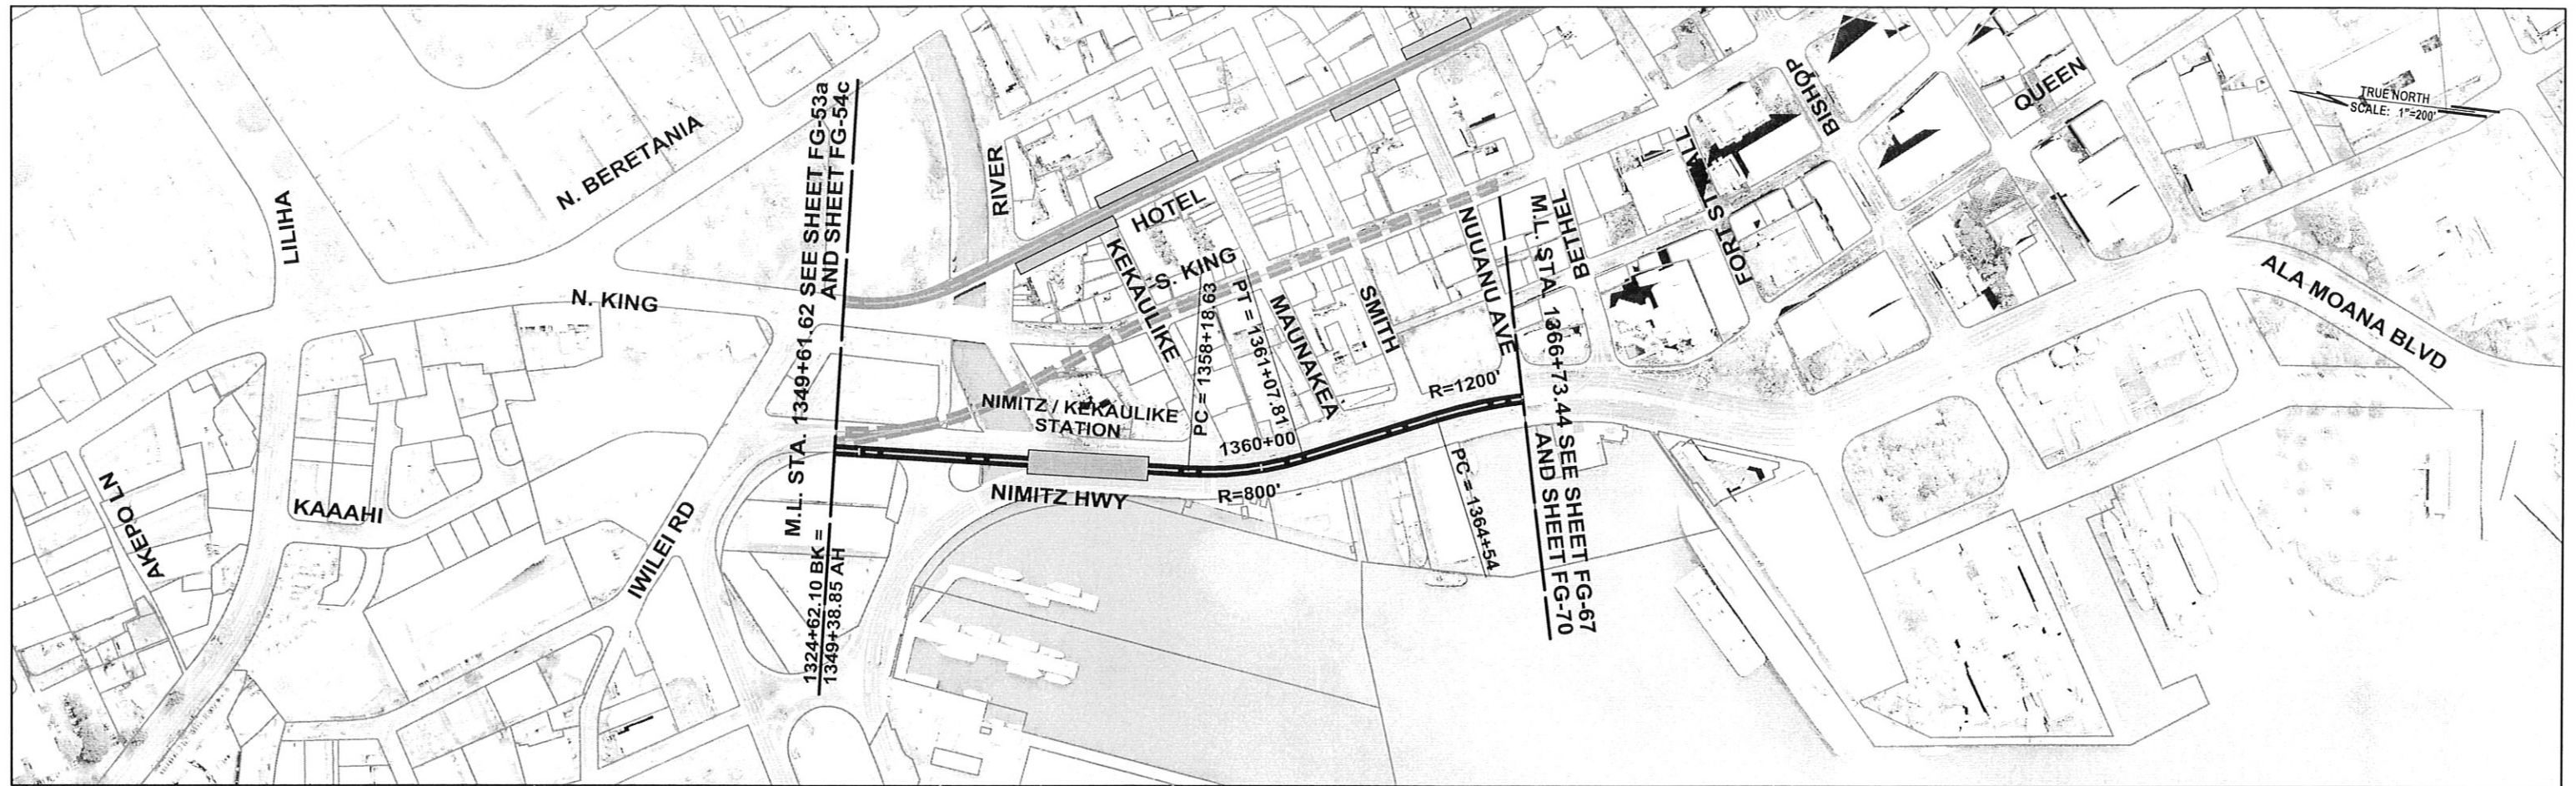 TRUE NORTH
SCALE: 1"=200'
QUEEN
BISHOP
FORT ST
ALL
BETHEL
NUUANU AVE
SMITH
MAUNAKEA
KEKAULIKE
RIVER
HOTEL
S. KING
N. BERETANIA
LILIHA
N. KING
M.L. STA. 1349+61.62 SEE SHEET FG-53a
AND SHEET FG-54c
1324+62.10 BK =
1349+38.85 AH
NIMITZ / KEKAULIKE
STATION
PC = 1358+18.63
PT = 1361+07.81
1360+00
R=800'
R=1200'
PC = 1364+54
M.L. STA. 1366+73.44 SEE SHEET FG-67
AND SHEET FG-70
ALA MOANA BLVD
NIMITZ HWY
IWILEI RD
KAAAHI
AKEPO LN